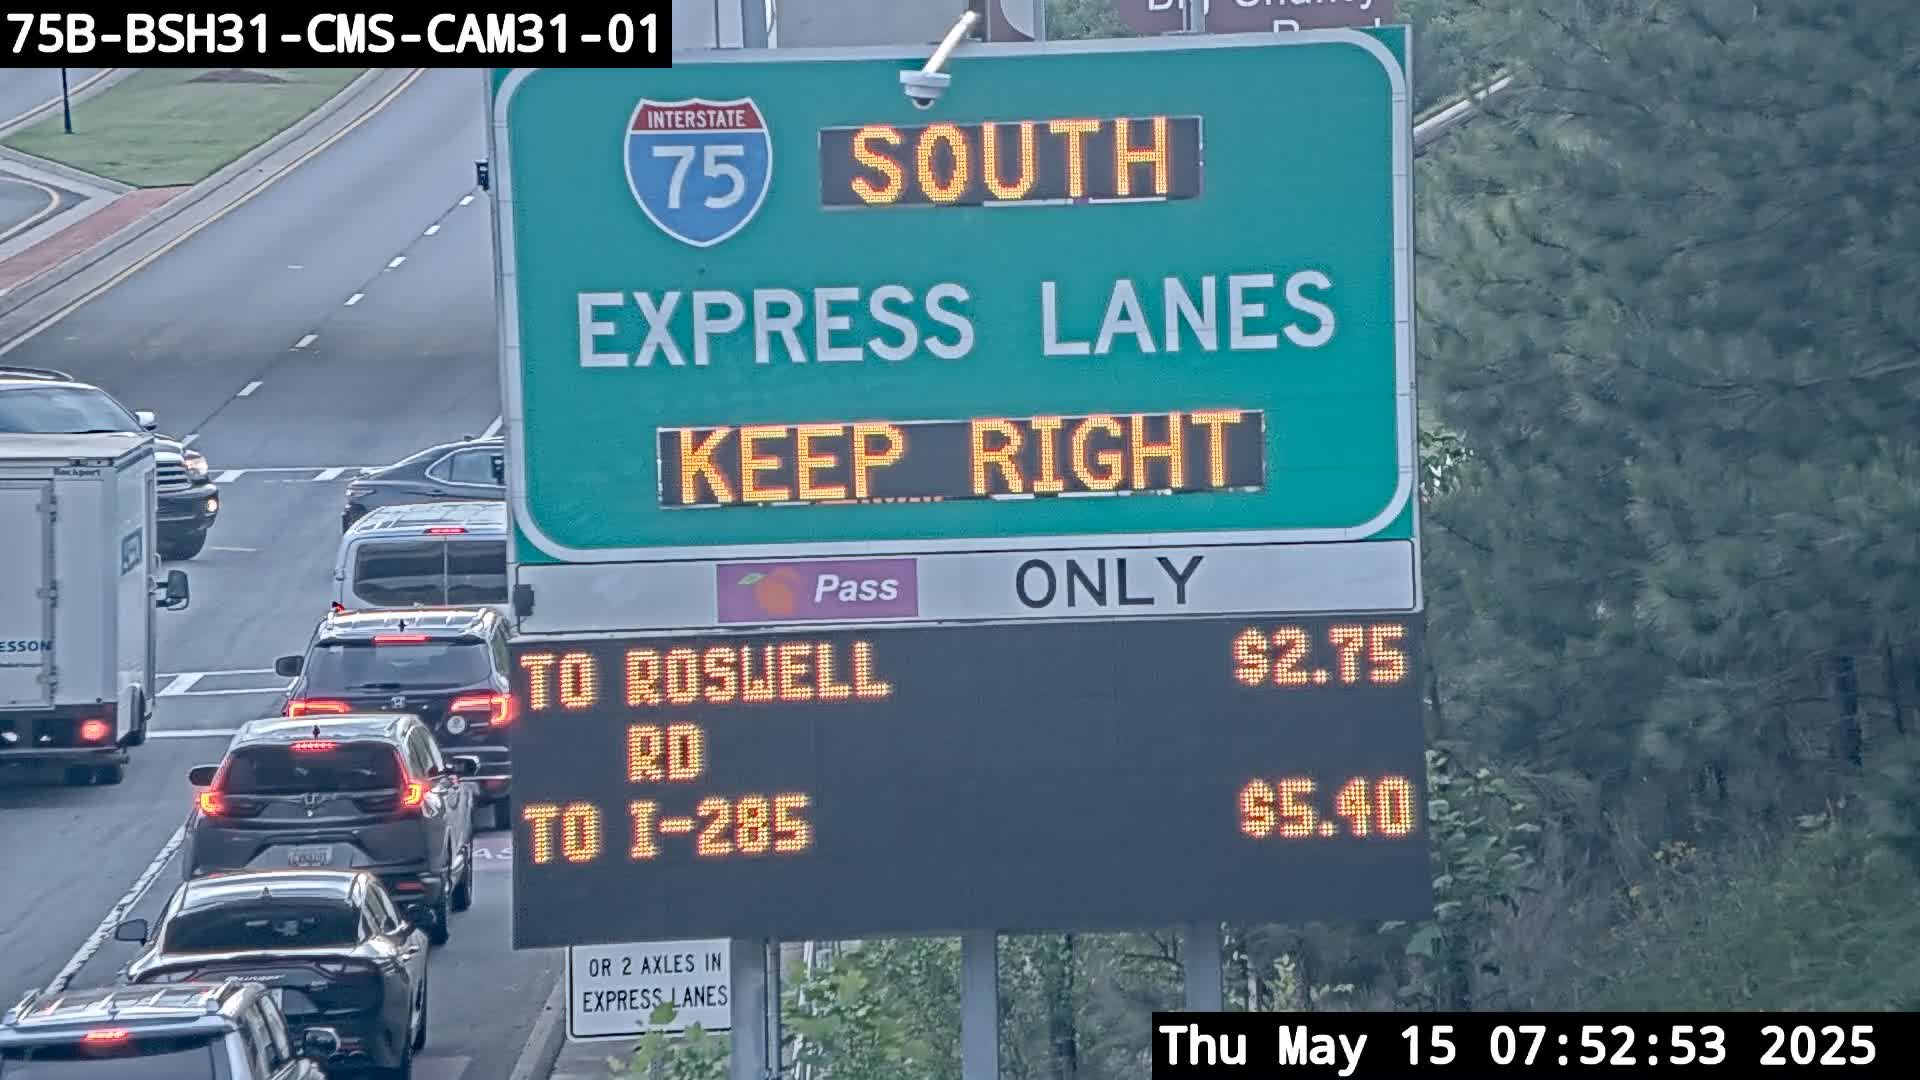 75B-BSH31-CMS-CAM31-01
INTERSTATE
75
SOUTH
EXPRESS LANES
KEEP RIGHT
Pass ONLY
TO ROSWELL $2.75
RD
TO I-285 $5.40
OR 2 AXLES IN
EXPRESS LANES
Rockport
Thu May 15 07:52:53 2025